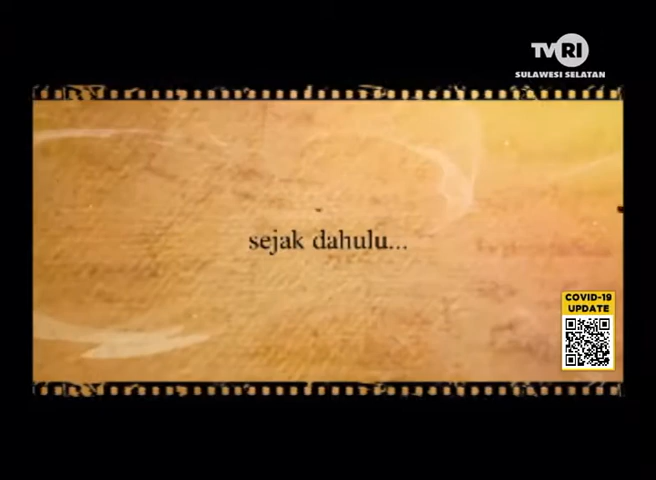 TVRI
SULAWESI SELATAN
sejak dahulu...
COVID-19
UPDATE